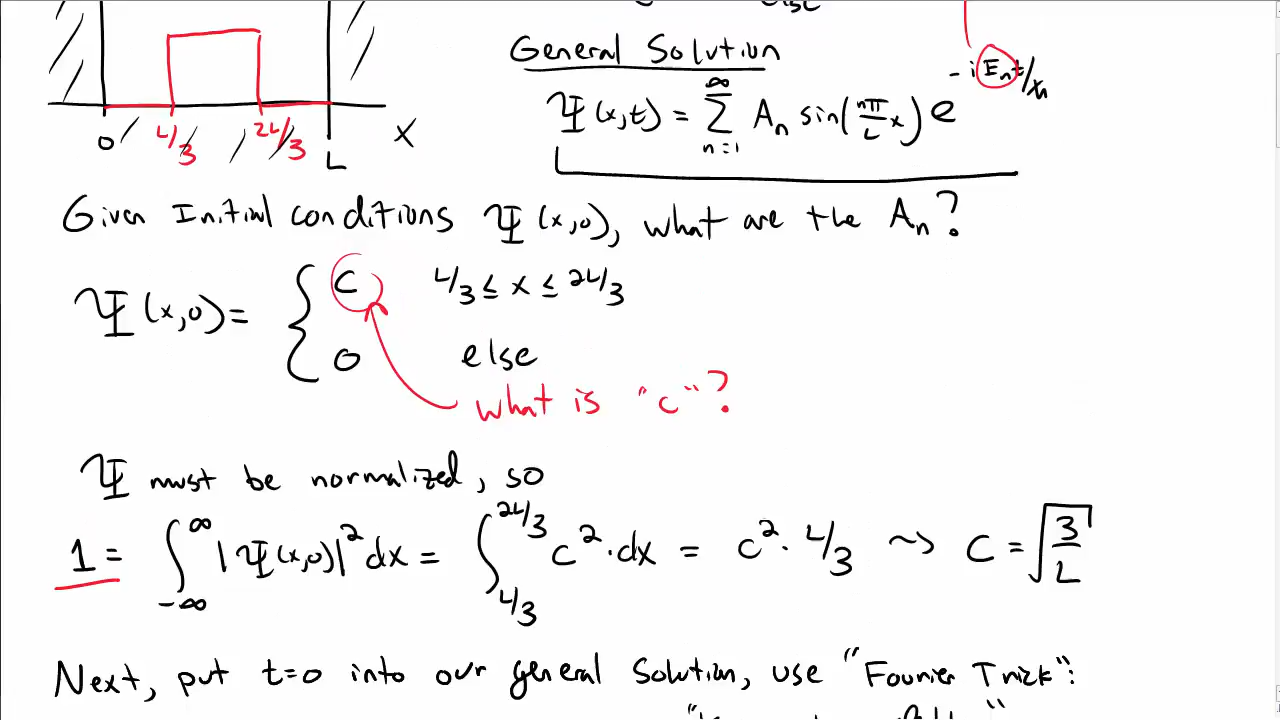 else
General Solution
Ψ(x,t) = ∑_{n=1}^{∞} A_n sin(nπ/L x) e^{-i E_n t/ℏ}
0 L/3 2L/3 L x
Given Initial conditions Ψ(x,0), what are the A_n?
Ψ(x,0) = { c L/3 ≤ x ≤ 2L/3
0 else
what is "c"?
Ψ must be normalized, so
1 = ∫_{-∞}^{∞} |Ψ(x,0)|² dx = ∫_{L/3}^{2L/3} c² · dx = c² · L/3 ~> c = √(3/L)
Next, put t=0 into our general solution, use "Fourier Trick":